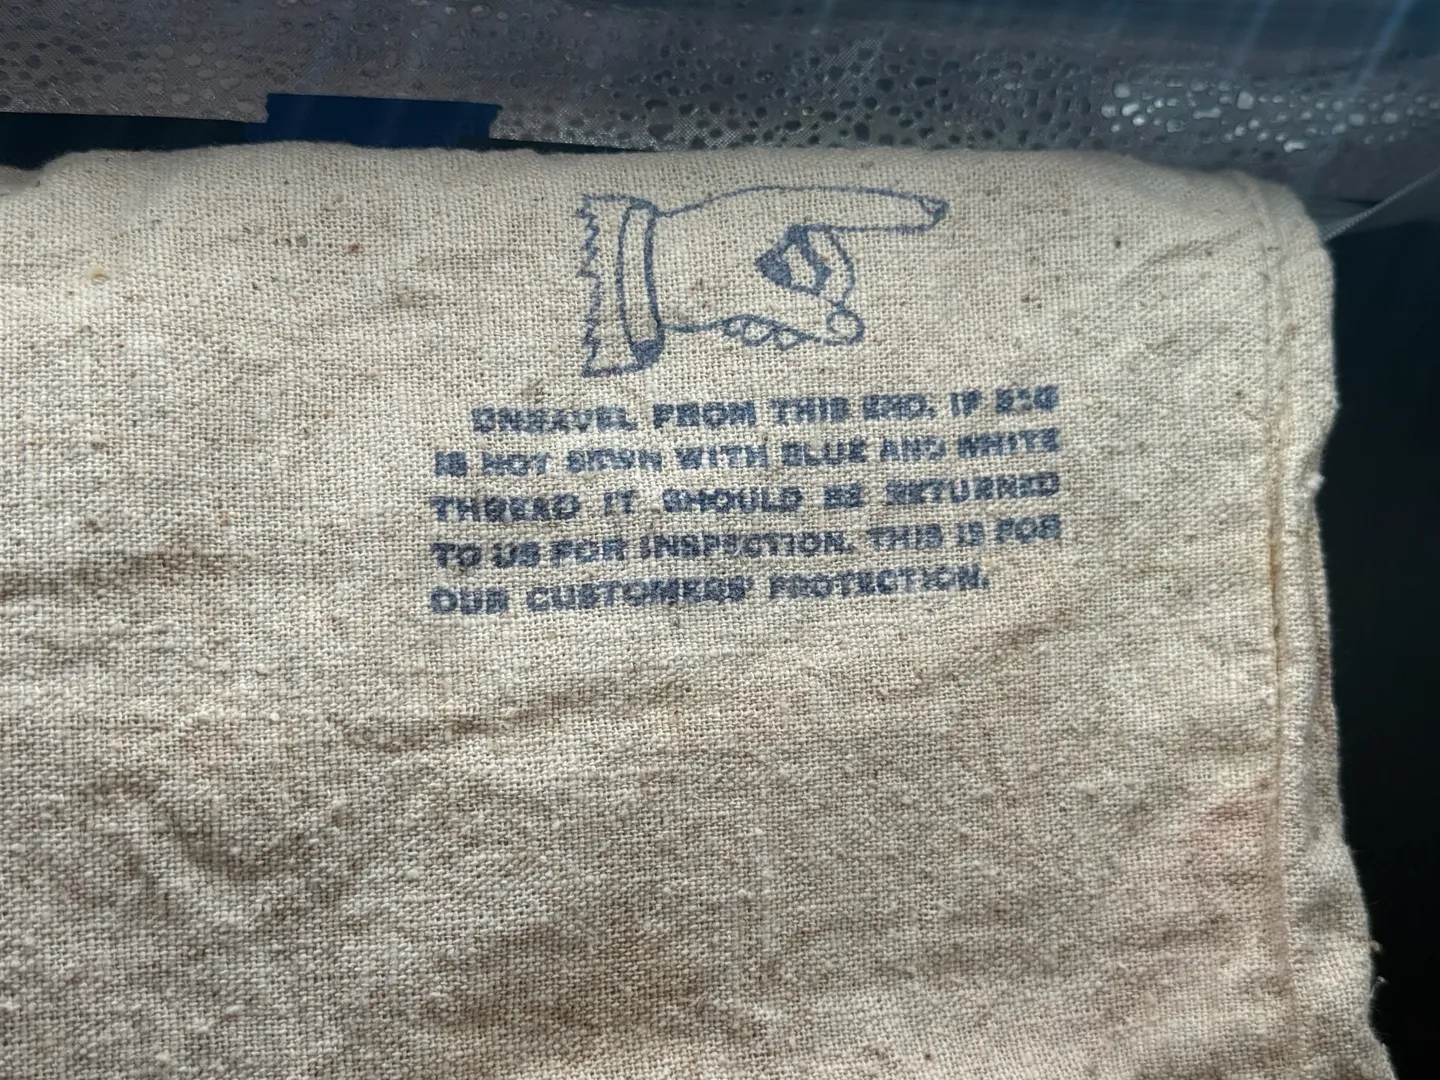 UNRAVEL FROM THIS END. IF BAG
IS NOT SEWN WITH BLUE AND WHITE
THREAD IT SHOULD BE RETURNED
TO US FOR INSPECTION. THIS IS FOR
OUR CUSTOMERS' PROTECTION.